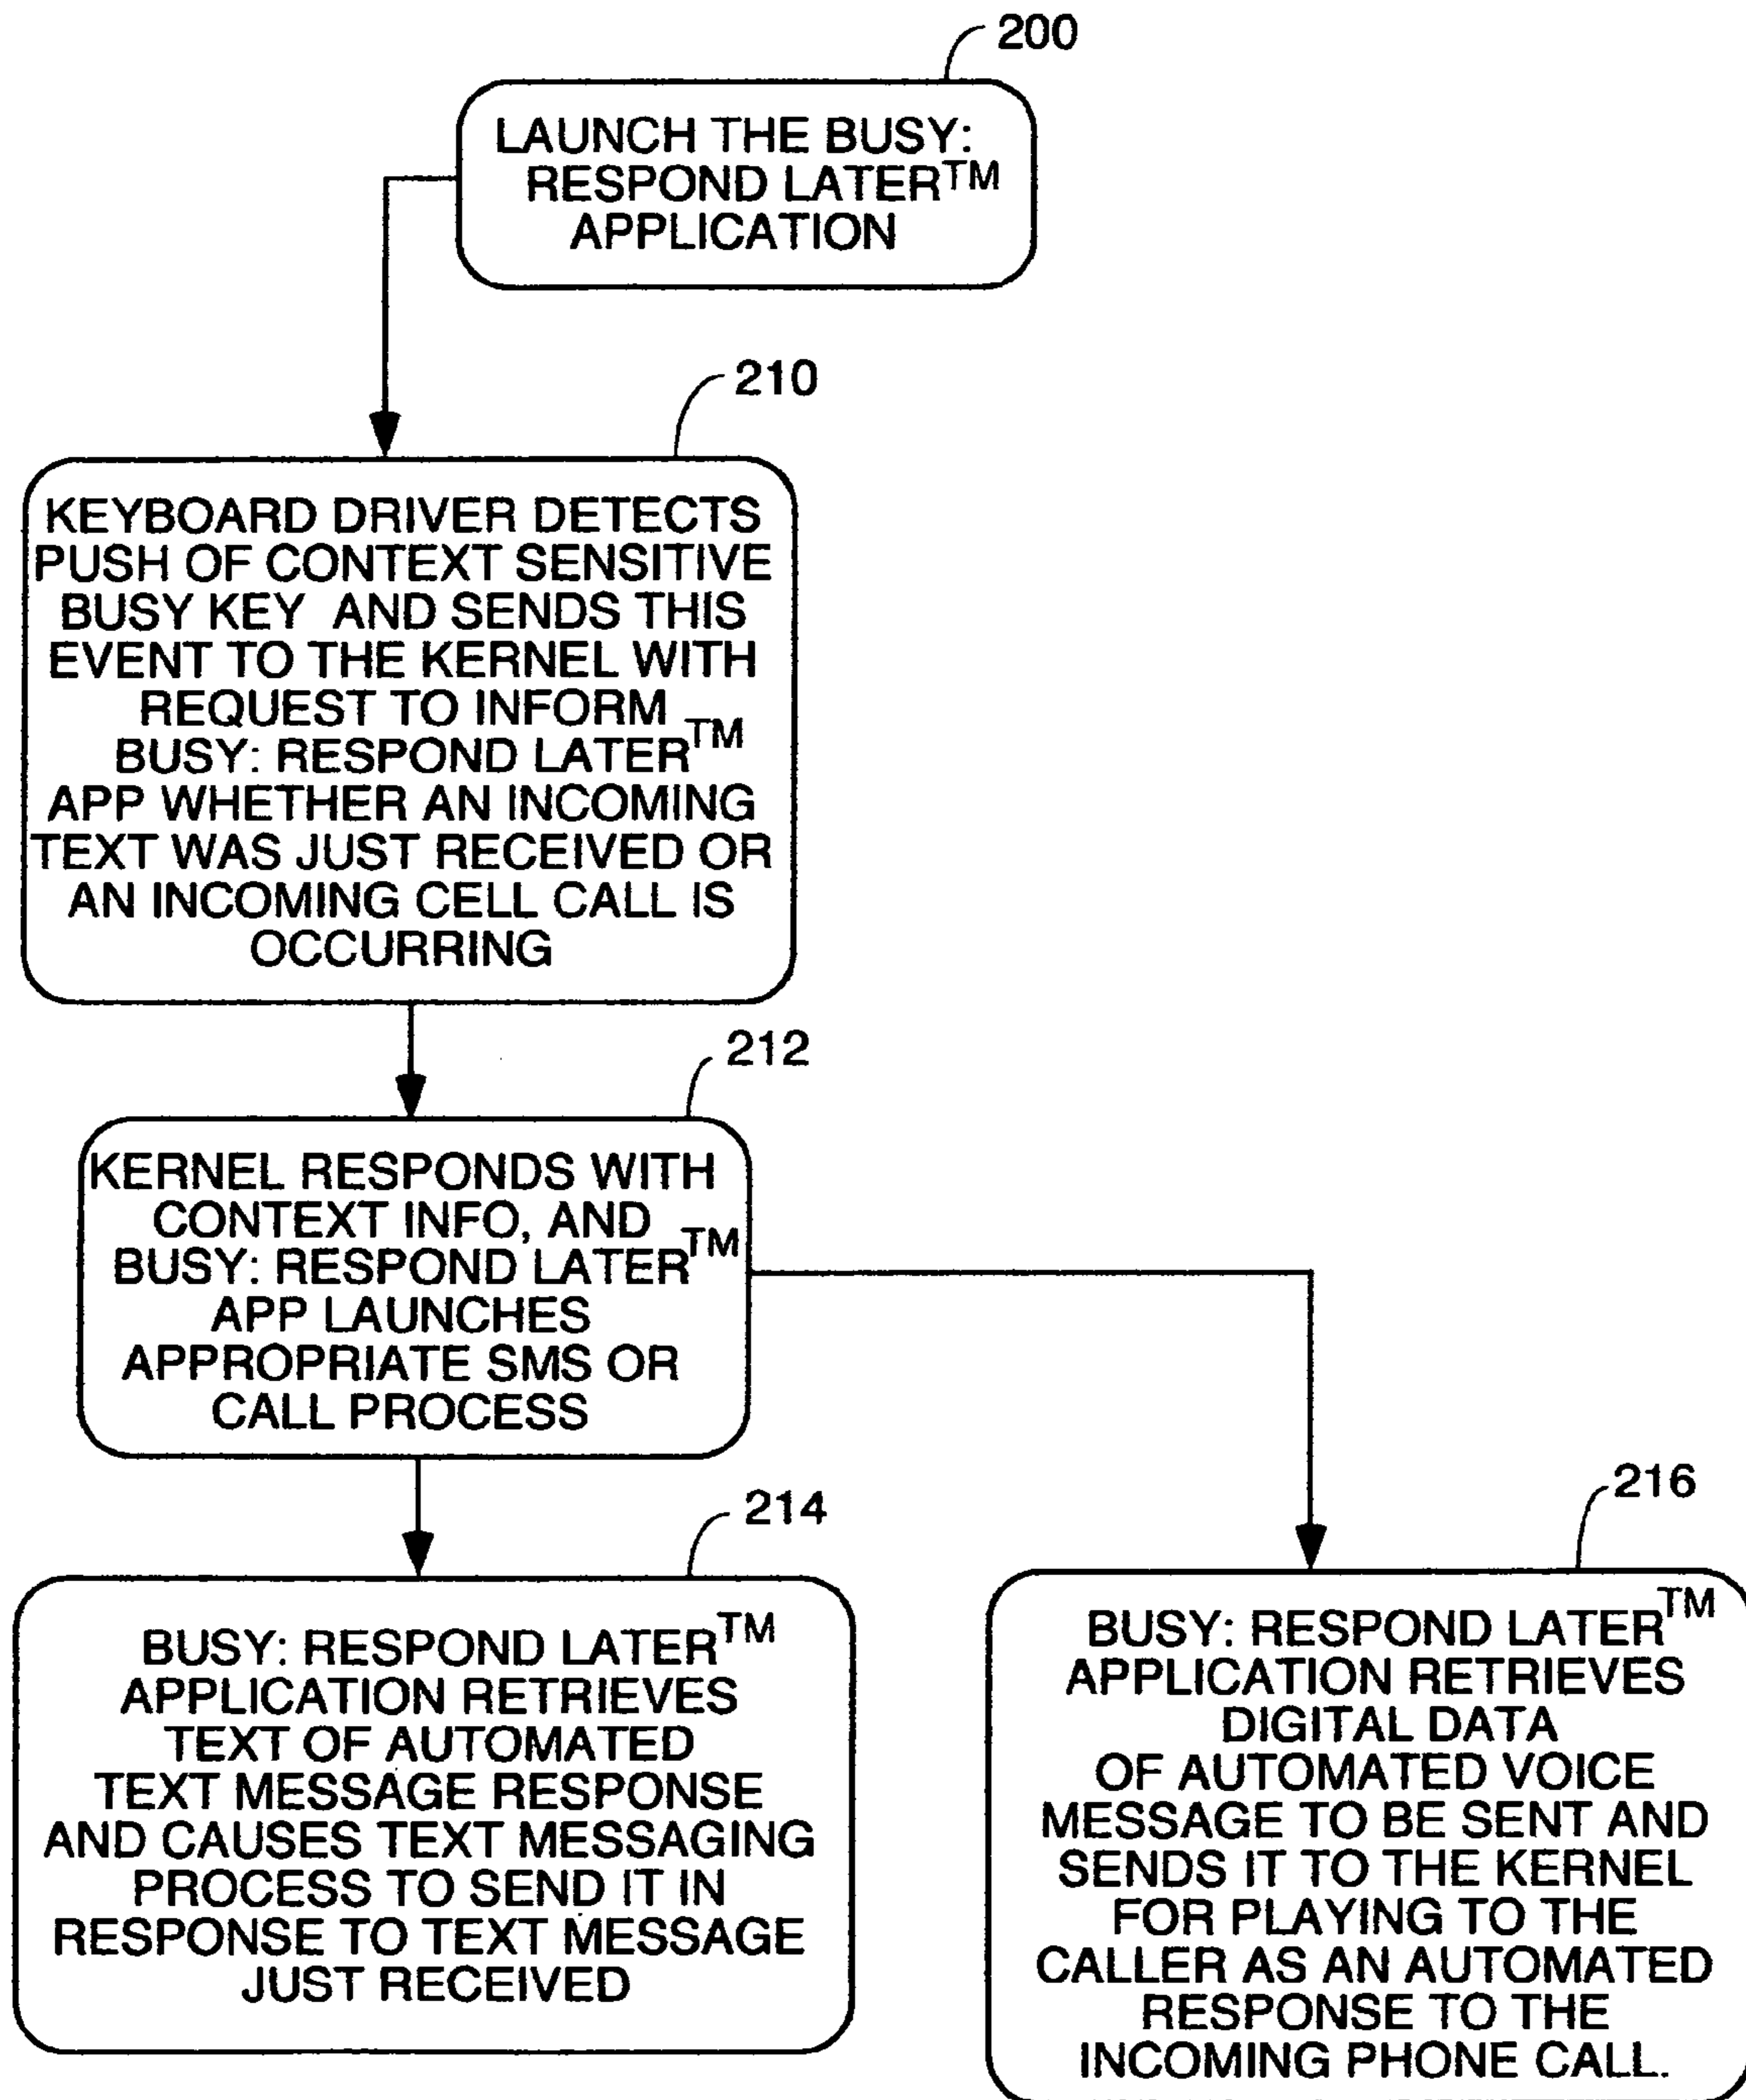 200
LAUNCH THE BUSY:
RESPOND LATER™
APPLICATION
210
KEYBOARD DRIVER DETECTS
PUSH OF CONTEXT SENSITIVE
BUSY KEY AND SENDS THIS
EVENT TO THE KERNEL WITH
REQUEST TO INFORM
BUSY: RESPOND LATER™
APP WHETHER AN INCOMING
TEXT WAS JUST RECEIVED OR
AN INCOMING CELL CALL IS
OCCURRING
212
KERNEL RESPONDS WITH
CONTEXT INFO, AND
BUSY: RESPOND LATER™
APP LAUNCHES
APPROPRIATE SMS OR
CALL PROCESS
214
BUSY: RESPOND LATER™
APPLICATION RETRIEVES
TEXT OF AUTOMATED
TEXT MESSAGE RESPONSE
AND CAUSES TEXT MESSAGING
PROCESS TO SEND IT IN
RESPONSE TO TEXT MESSAGE
JUST RECEIVED
216
BUSY: RESPOND LATER™
APPLICATION RETRIEVES
DIGITAL DATA
OF AUTOMATED VOICE
MESSAGE TO BE SENT AND
SENDS IT TO THE KERNEL
FOR PLAYING TO THE
CALLER AS AN AUTOMATED
RESPONSE TO THE
INCOMING PHONE CALL.